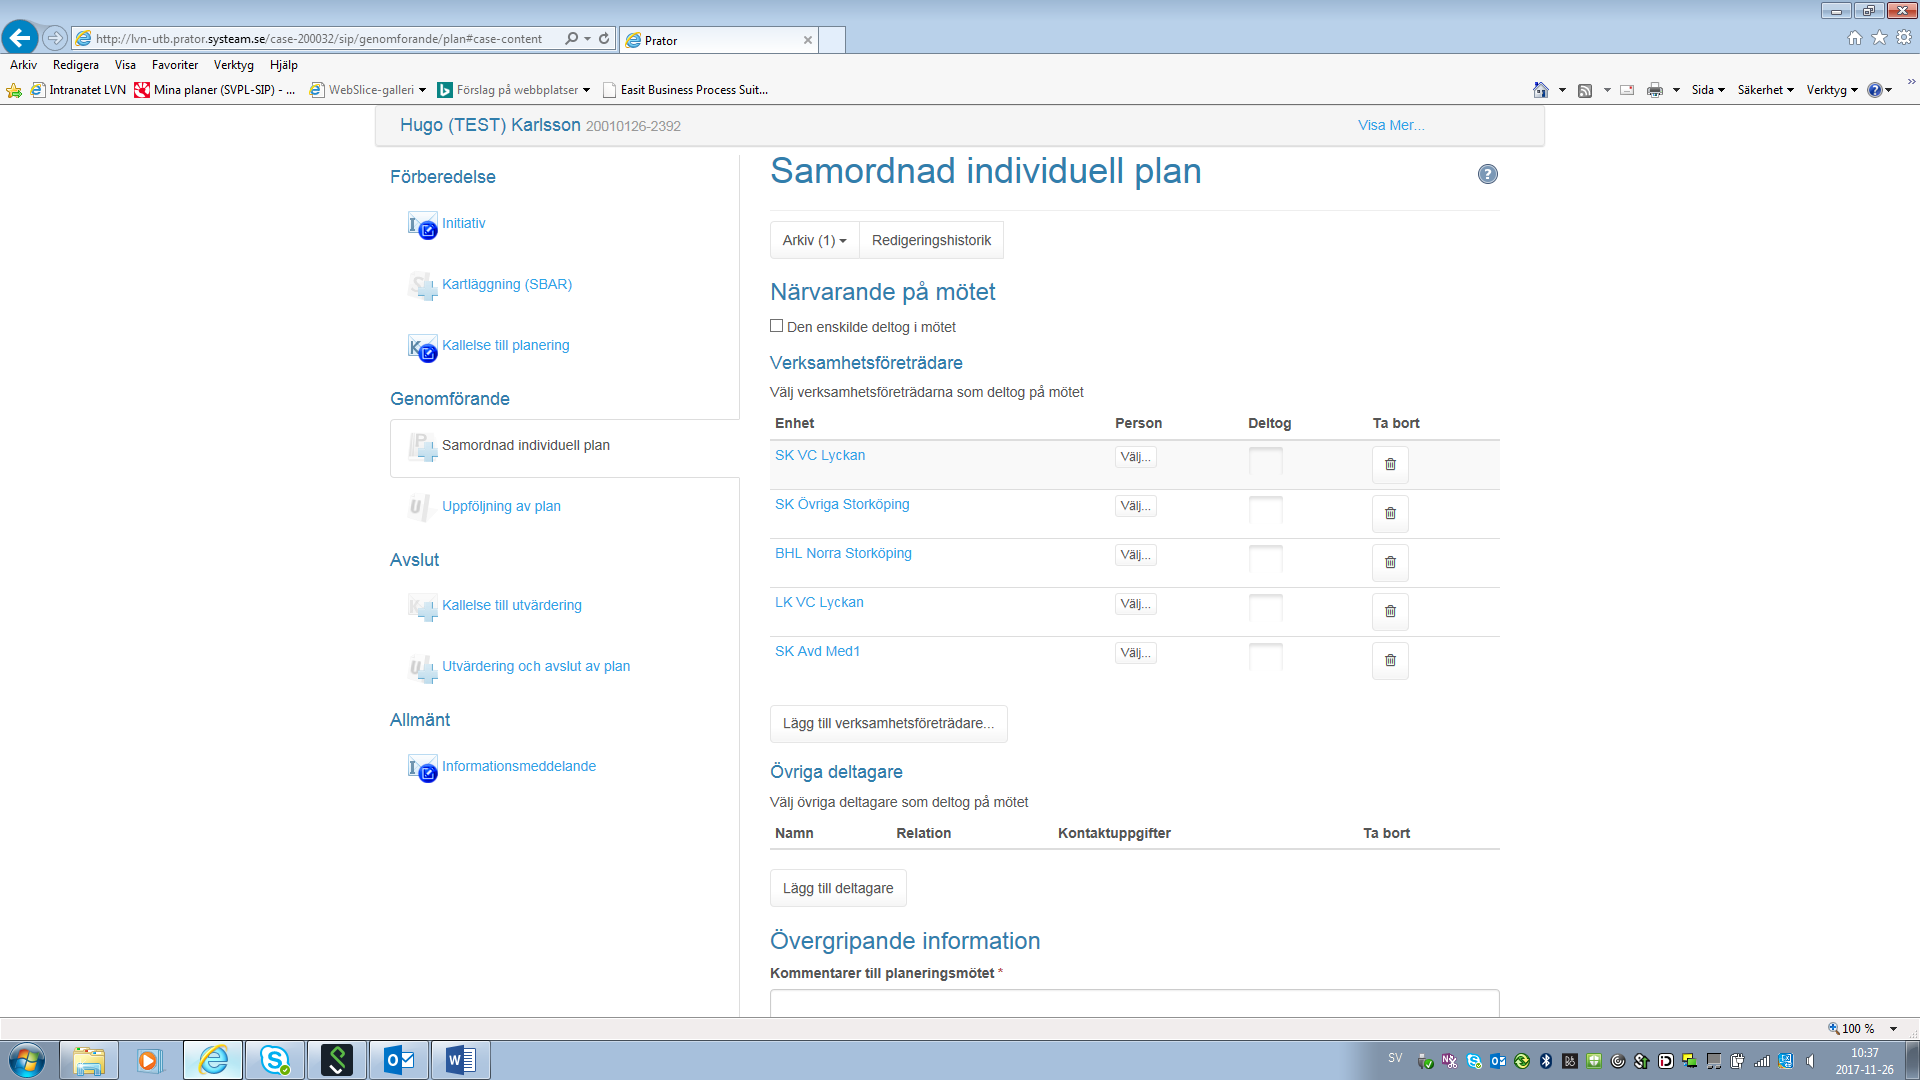 http://lvn-utb.prator.systeam.se/case-200032/sip/genomforande/plan#case-content
Prator
Arkiv Redigera Visa Favoriter Verktyg Hjälp
Intranatet LVN Mina planer (SVPL-SIP) - ... WebSlice-galleri Förslag på webbplatser Easit Business Process Suit... Sida Säkerhet Verktyg
Hugo (TEST) Karlsson 20010126-2392 Visa Mer...
Förberedelse
Initiativ
Kartläggning (SBAR)
Kallelse till planering
Genomförande
Samordnad individuell plan
Uppföljning av plan
Avslut
Kallelse till utvärdering
Utvärdering och avslut av plan
Allmänt
Informationsmeddelande
Samordnad individuell plan
Arkiv (1) Redigeringshistorik
Närvarande på mötet
Den enskilde deltog i mötet
Verksamhetsföreträdare
Välj verksamhetsföreträdarna som deltog på mötet
Enhet Person Deltog Ta bort
SK VC Lyckan Välj...
SK Övriga Storköping Välj...
BHL Norra Storköping Välj...
LK VC Lyckan Välj...
SK Avd Med1 Välj...
Lägg till verksamhetsföreträdare...
Övriga deltagare
Välj övriga deltagare som deltog på mötet
Namn Relation Kontaktuppgifter Ta bort
Lägg till deltagare
Övergripande information
Kommentarer till planeringsmötet *
100 %
SV
10:37
2017-11-26